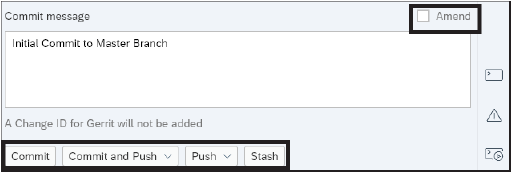 Commit message
Amend
Initial Commit to Master Branch
A Change ID for Gerrit will not be added
Commit Commit and Push Push Stash